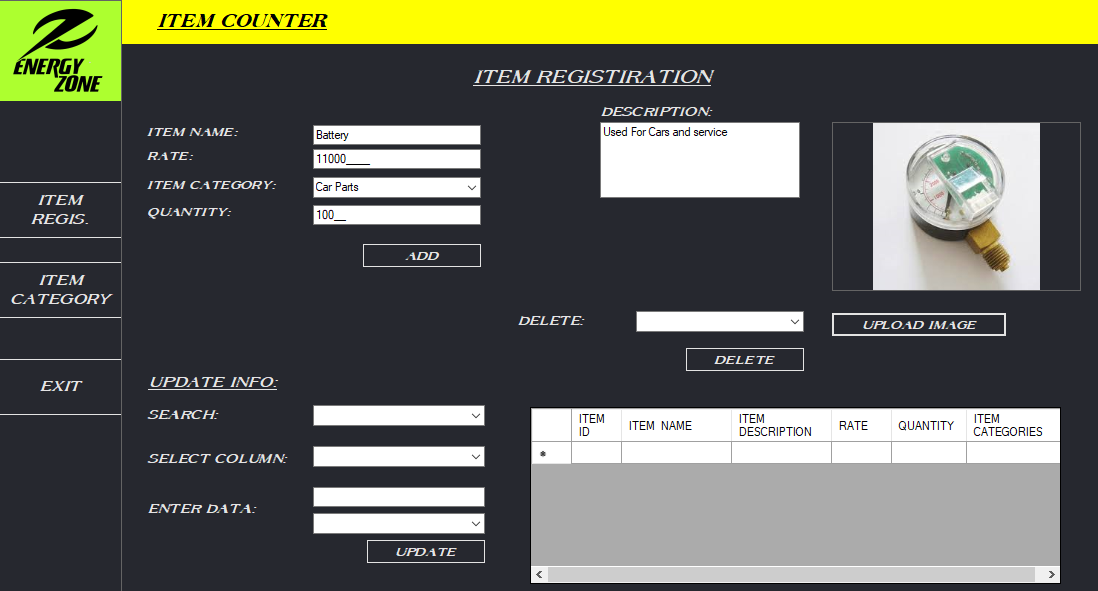 ENERGY
ZONE
ITEM COUNTER
ITEM
REGIS.
ITEM
CATEGORY
EXIT
ITEM REGISTIRATION
ITEM NAME:
Battery
RATE:
11000____
ITEM CATEGORY:
Car Parts
QUANTITY:
100__
ADD
DESCRIPTION:
Used For Cars and service
DELETE:
DELETE
UPLOAD IMAGE
UPDATE INFO:
SEARCH:
SELECT COLUMN:
ENTER DATA:
UPDATE
ITEM
ID
ITEM NAME
ITEM
DESCRIPTION
RATE
QUANTITY
ITEM
CATEGORIES